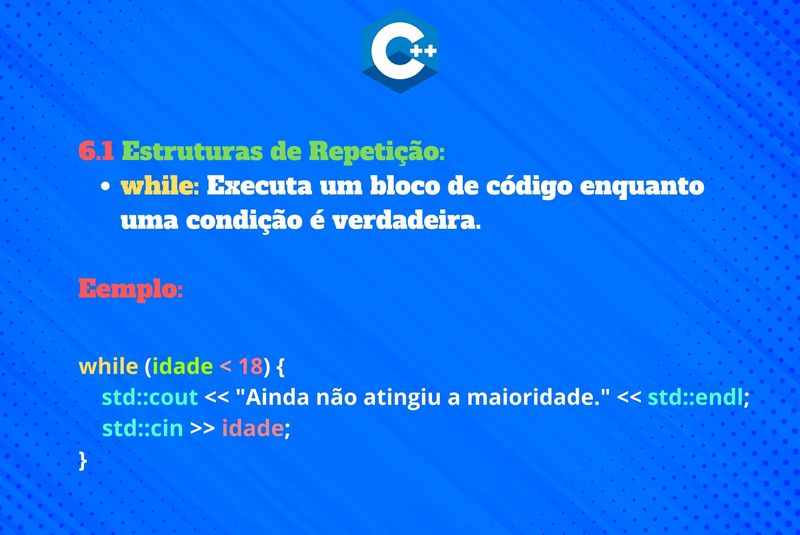 C++
6.1 Estruturas de Repetição:
• while: Executa um bloco de código enquanto
uma condição é verdadeira.
Eemplo:
while (idade < 18) {
    std::cout << "Ainda não atingiu a maioridade." << std::endl;
    std::cin >> idade;
}